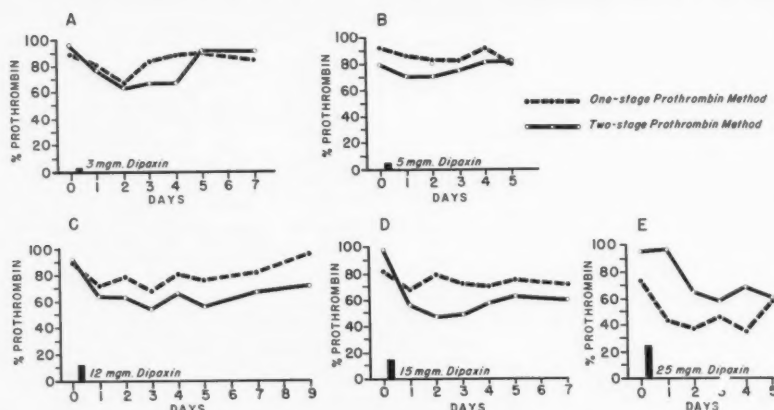 A
% PROTHROMBIN
100
80
60
40
20
0
3 mgm. Dipaxin
0 1 2 3 4 5 6 7
DAYS
B
% PROTHROMBIN
100
80
60
40
20
0
5 mgm. Dipaxin
0 1 2 3 4 5
DAYS
One-stage Prothrombin Method
Two-stage Prothrombin Method
C
% PROTHROMBIN
100
80
60
40
20
0
12 mgm. Dipaxin
0 1 2 3 4 5 6 7 8 9
DAYS
D
% PROTHROMBIN
100
80
60
40
20
0
15 mgm. Dipaxin
0 1 2 3 4 5 6 7
DAYS
E
% PROTHROMBIN
100
80
60
40
20
0
25 mgm. Dipaxin
0 1 2 4 5
DAYS